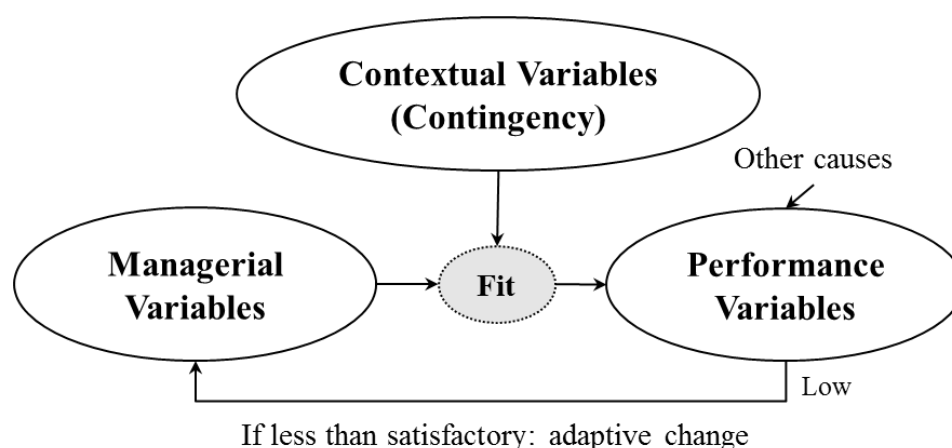 Contextual Variables
(Contingency)
Other causes
Managerial
Variables
Fit
Performance
Variables
Low
If less than satisfactory: adaptive change